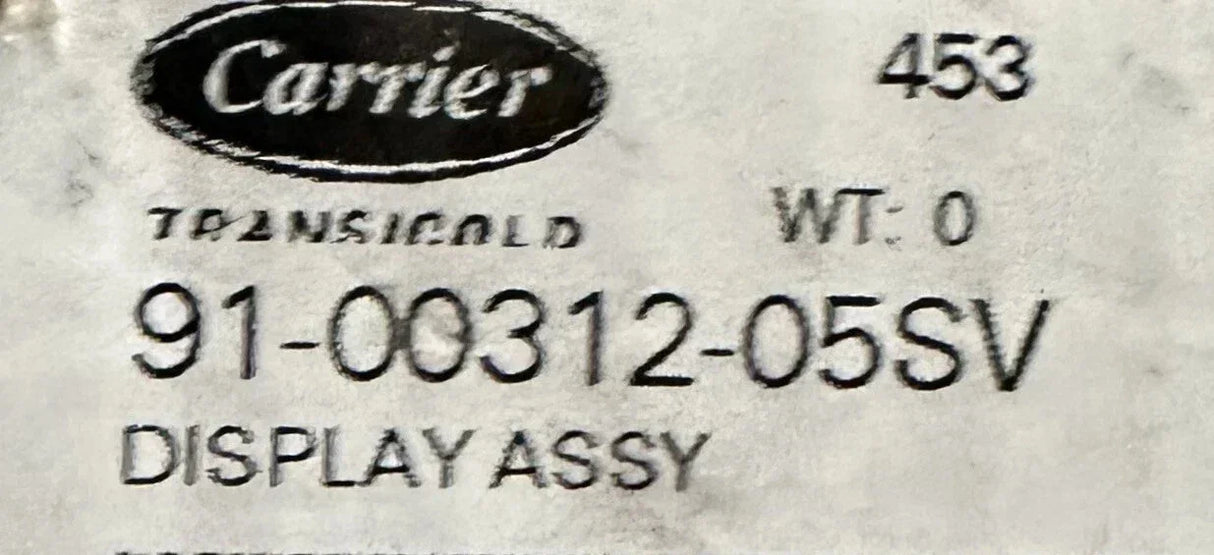 Carrier
453
TRANSICOLD
WT: 0
91-00312-05SV
DISPLAY ASSY